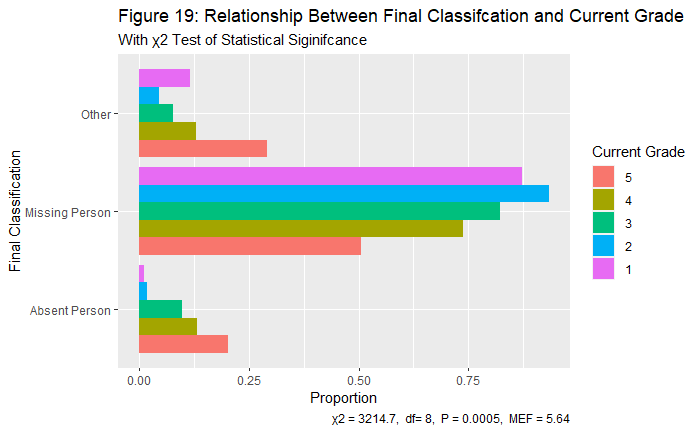 Figure 19: Relationship Between Final Classifcation and Current Grade
With χ2 Test of Statistical Siginifcance
Final Classification
Other
Missing Person
Absent Person
0.00 0.25 0.50 0.75
Proportion
χ2 = 3214.7, df= 8, P = 0.0005, MEF = 5.64
Current Grade
5
4
3
2
1